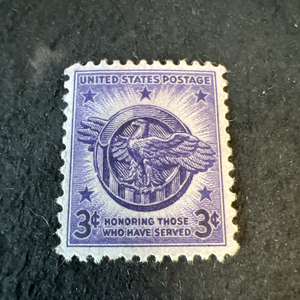 UNITED STATES POSTAGE
3¢ HONORING THOSE 3¢
WHO HAVE SERVED